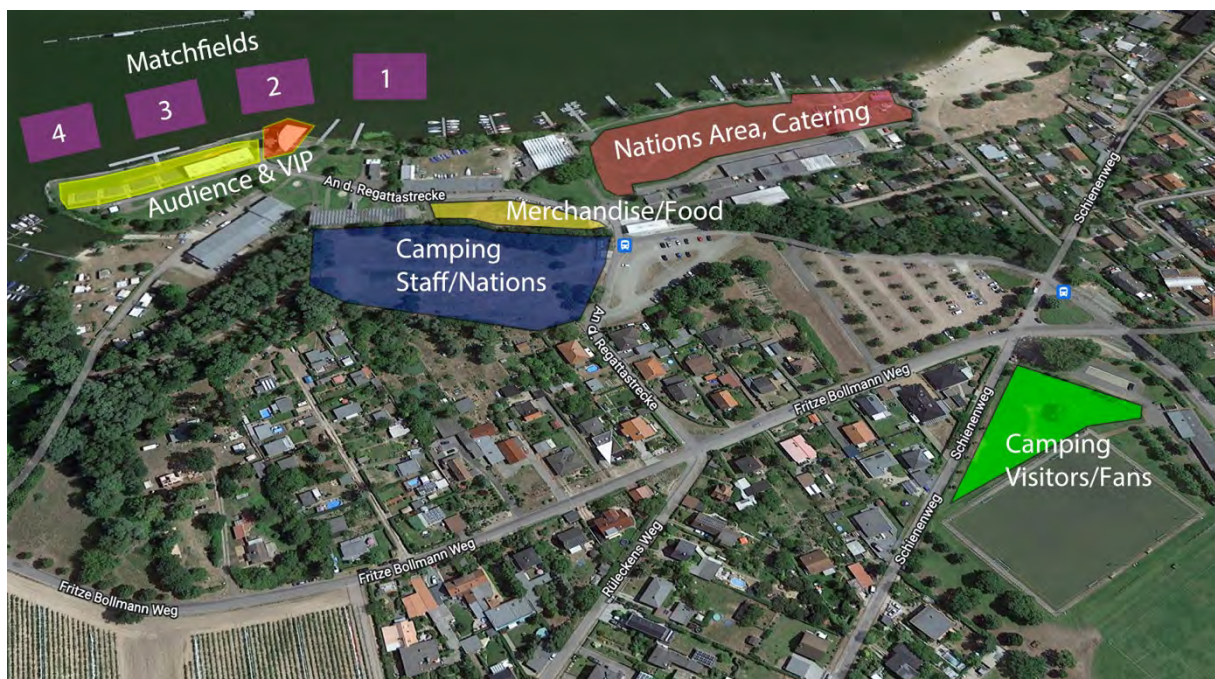 Matchfields
1
2
3
4
Nations Area, Catering
Audience & VIP
An d. Regattastrecke
Merchandise/Food
Camping
Staff/Nations
An d. Regattastrecke
Schienenweg
Fritze Bollmann Weg
Schienenweg
Camping
Visitors/Fans
Schienenweg
Rüleckens Weg
Fritze Bollmann Weg
Fritze Bollmann Weg